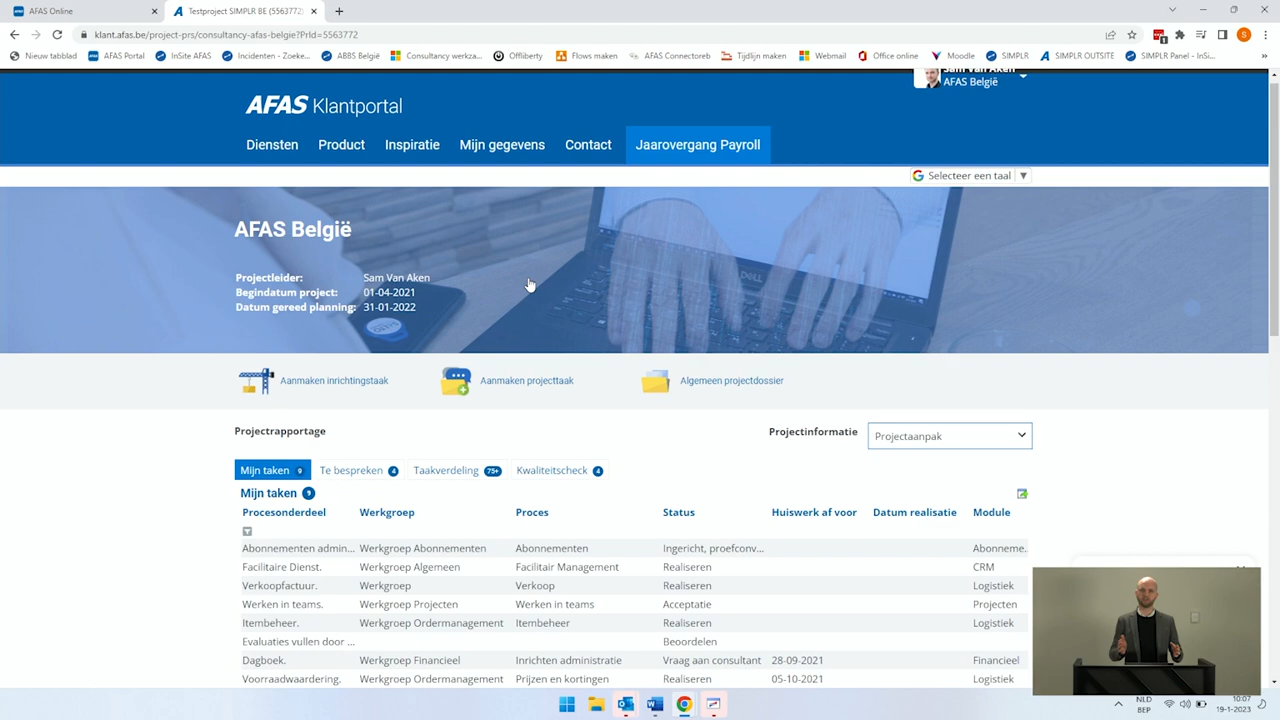 AFAS Online
Testproject SIMPLR BE (5563772)
klant.afas.be/project-prs/consultancy-afas-belgie?PrId=5563772
Nieuw tabblad AFAS Portal InSite AFAS Incidenten - Zoeke... ABBS België Consultancy werkza... Offliberty Flows maken AFAS Connectoreb Tijdlijn maken Webmail Office online Moodle SIMPLR SIMPLR OUTSITE SIMPLR Panel - InSi...
Sam Van Aken
AFAS België
AFAS Klantportal
Diensten Product Inspiratie Mijn gegevens Contact Jaarovergang Payroll
Selecteer een taal
AFAS België
Projectleider: Sam Van Aken
Begindatum project: 01-04-2021
Datum gereed planning: 31-01-2022
DELL
AFAS
Aanmaken inrichtingstaak Aanmaken projecttaak Algemeen projectdossier
Projectrapportage Projectinformatie Projectaanpak
Mijn taken 9 Te bespreken 4 Taakverdeling 75+ Kwaliteitscheck 4
Mijn taken 9
Procesonderdeel Werkgroep Proces Status Huiswerk af voor Datum realisatie Module
Abonnementen admin... Werkgroep Abonnementen Abonnementen Ingericht, proefconv... Abonneme...
Facilitaire Dienst. Werkgroep Algemeen Facilitair Management Realiseren CRM
Verkoopfactuur. Werkgroep Verkoop Realiseren Logistiek
Werken in teams. Werkgroep Projecten Werken in teams Acceptatie Projecten
Itembeheer. Werkgroep Ordermanagement Itembeheer Realiseren Logistiek
Evaluaties vullen door ... Beoordelen
Dagboek. Werkgroep Financieel Inrichten administratie Vraag aan consultant 28-09-2021 Financieel
Voorraadwaardering. Werkgroep Ordermanagement Prijzen en kortingen Realiseren 05-10-2021 Logistiek
NLD 10:07
BEP 19-1-2023